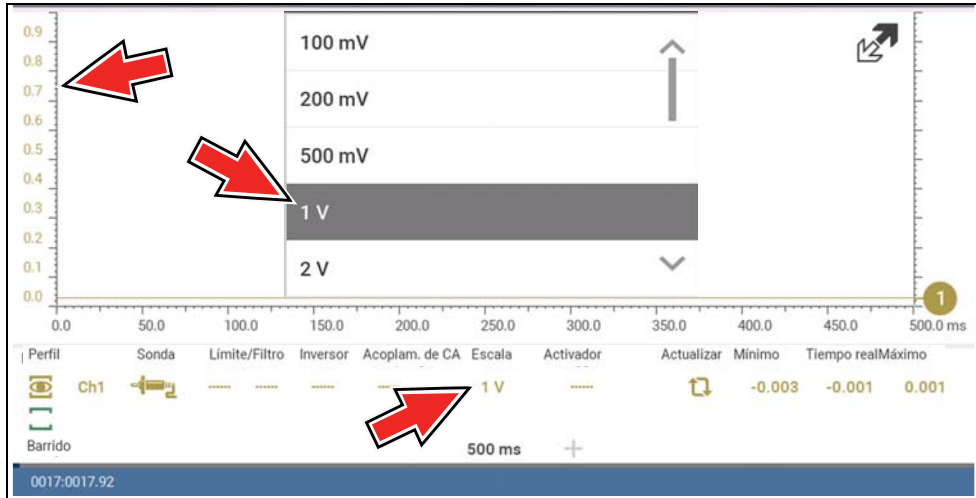 0.9
0.8
0.7
0.6
0.5
0.4
0.3
0.2
0.1
0.0
100 mV
200 mV
500 mV
1 V
2 V
1
0.0 50.0 100.0 150.0 200.0 250.0 300.0 350.0 400.0 450.0 500.0 ms
Perfil Sonda Límite/Filtro Inversor Acoplam. de CA Escala Activador Actualizar Mínimo Tiempo realMáximo
Ch1 ------ ------ ------ ------ 1 V ------ -0.003 -0.001 0.001
Barrido 500 ms +
0017:0017.92